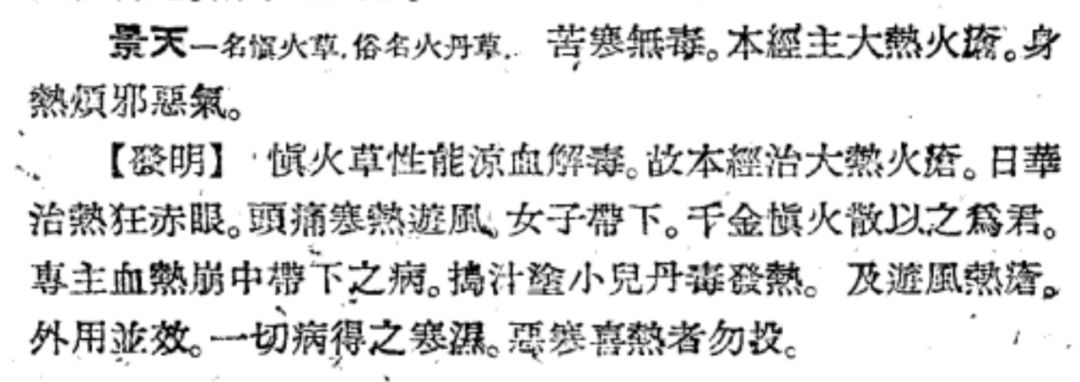 景天一名愼火草.俗名火丹草. 苦寒無毒。本經主大熱火瘡。身
熱煩邪惡氣。
【發明】 愼火草性能涼血解毒。故本經治大熱火瘡。日華
治熱狂赤眼。頭痛寒熱遊風。女子帶下。千金愼火散以之爲君。
專主血熱崩中帶下之病。搗汁塗小兒丹毒發熱。及遊風熱瘡。
外用並效。一切病得之寒濕。惡寒喜熱者勿投。